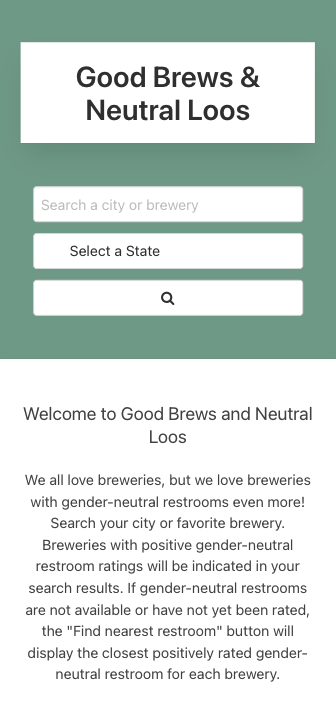 Good Brews &
Neutral Loos
Search a city or brewery
Select a State
Welcome to Good Brews and Neutral
Loos
We all love breweries, but we love breweries
with gender-neutral restrooms even more!
Search your city or favorite brewery.
Breweries with positive gender-neutral
restroom ratings will be indicated in your
search results. If gender-neutral restrooms
are not available or have not yet been rated,
the "Find nearest restroom" button will
display the closest positively rated gender-
neutral restroom for each brewery.